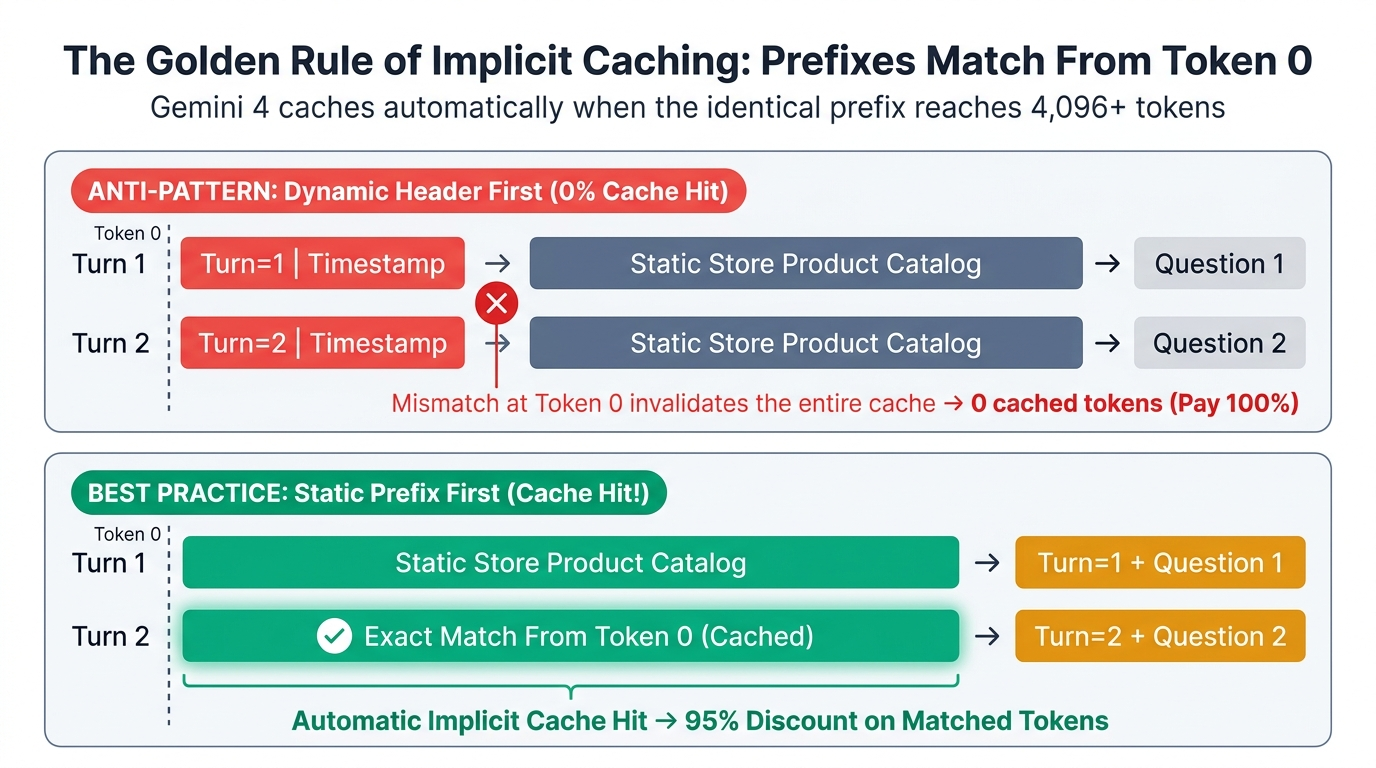 The Golden Rule of Implicit Caching: Prefixes Match From Token 0
Gemini 4 caches automatically when the identical prefix reaches 4,096+ tokens
ANTI-PATTERN: Dynamic Header First (0% Cache Hit)
Token 0
Turn 1 Turn=1 | Timestamp → Static Store Product Catalog → Question 1
Turn 2 Turn=2 | Timestamp → Static Store Product Catalog → Question 2
Mismatch at Token 0 invalidates the entire cache → 0 cached tokens (Pay 100%)
BEST PRACTICE: Static Prefix First (Cache Hit!)
Token 0
Turn 1 Static Store Product Catalog → Turn=1 + Question 1
Turn 2 Exact Match From Token 0 (Cached) → Turn=2 + Question 2
Automatic Implicit Cache Hit → 95% Discount on Matched Tokens